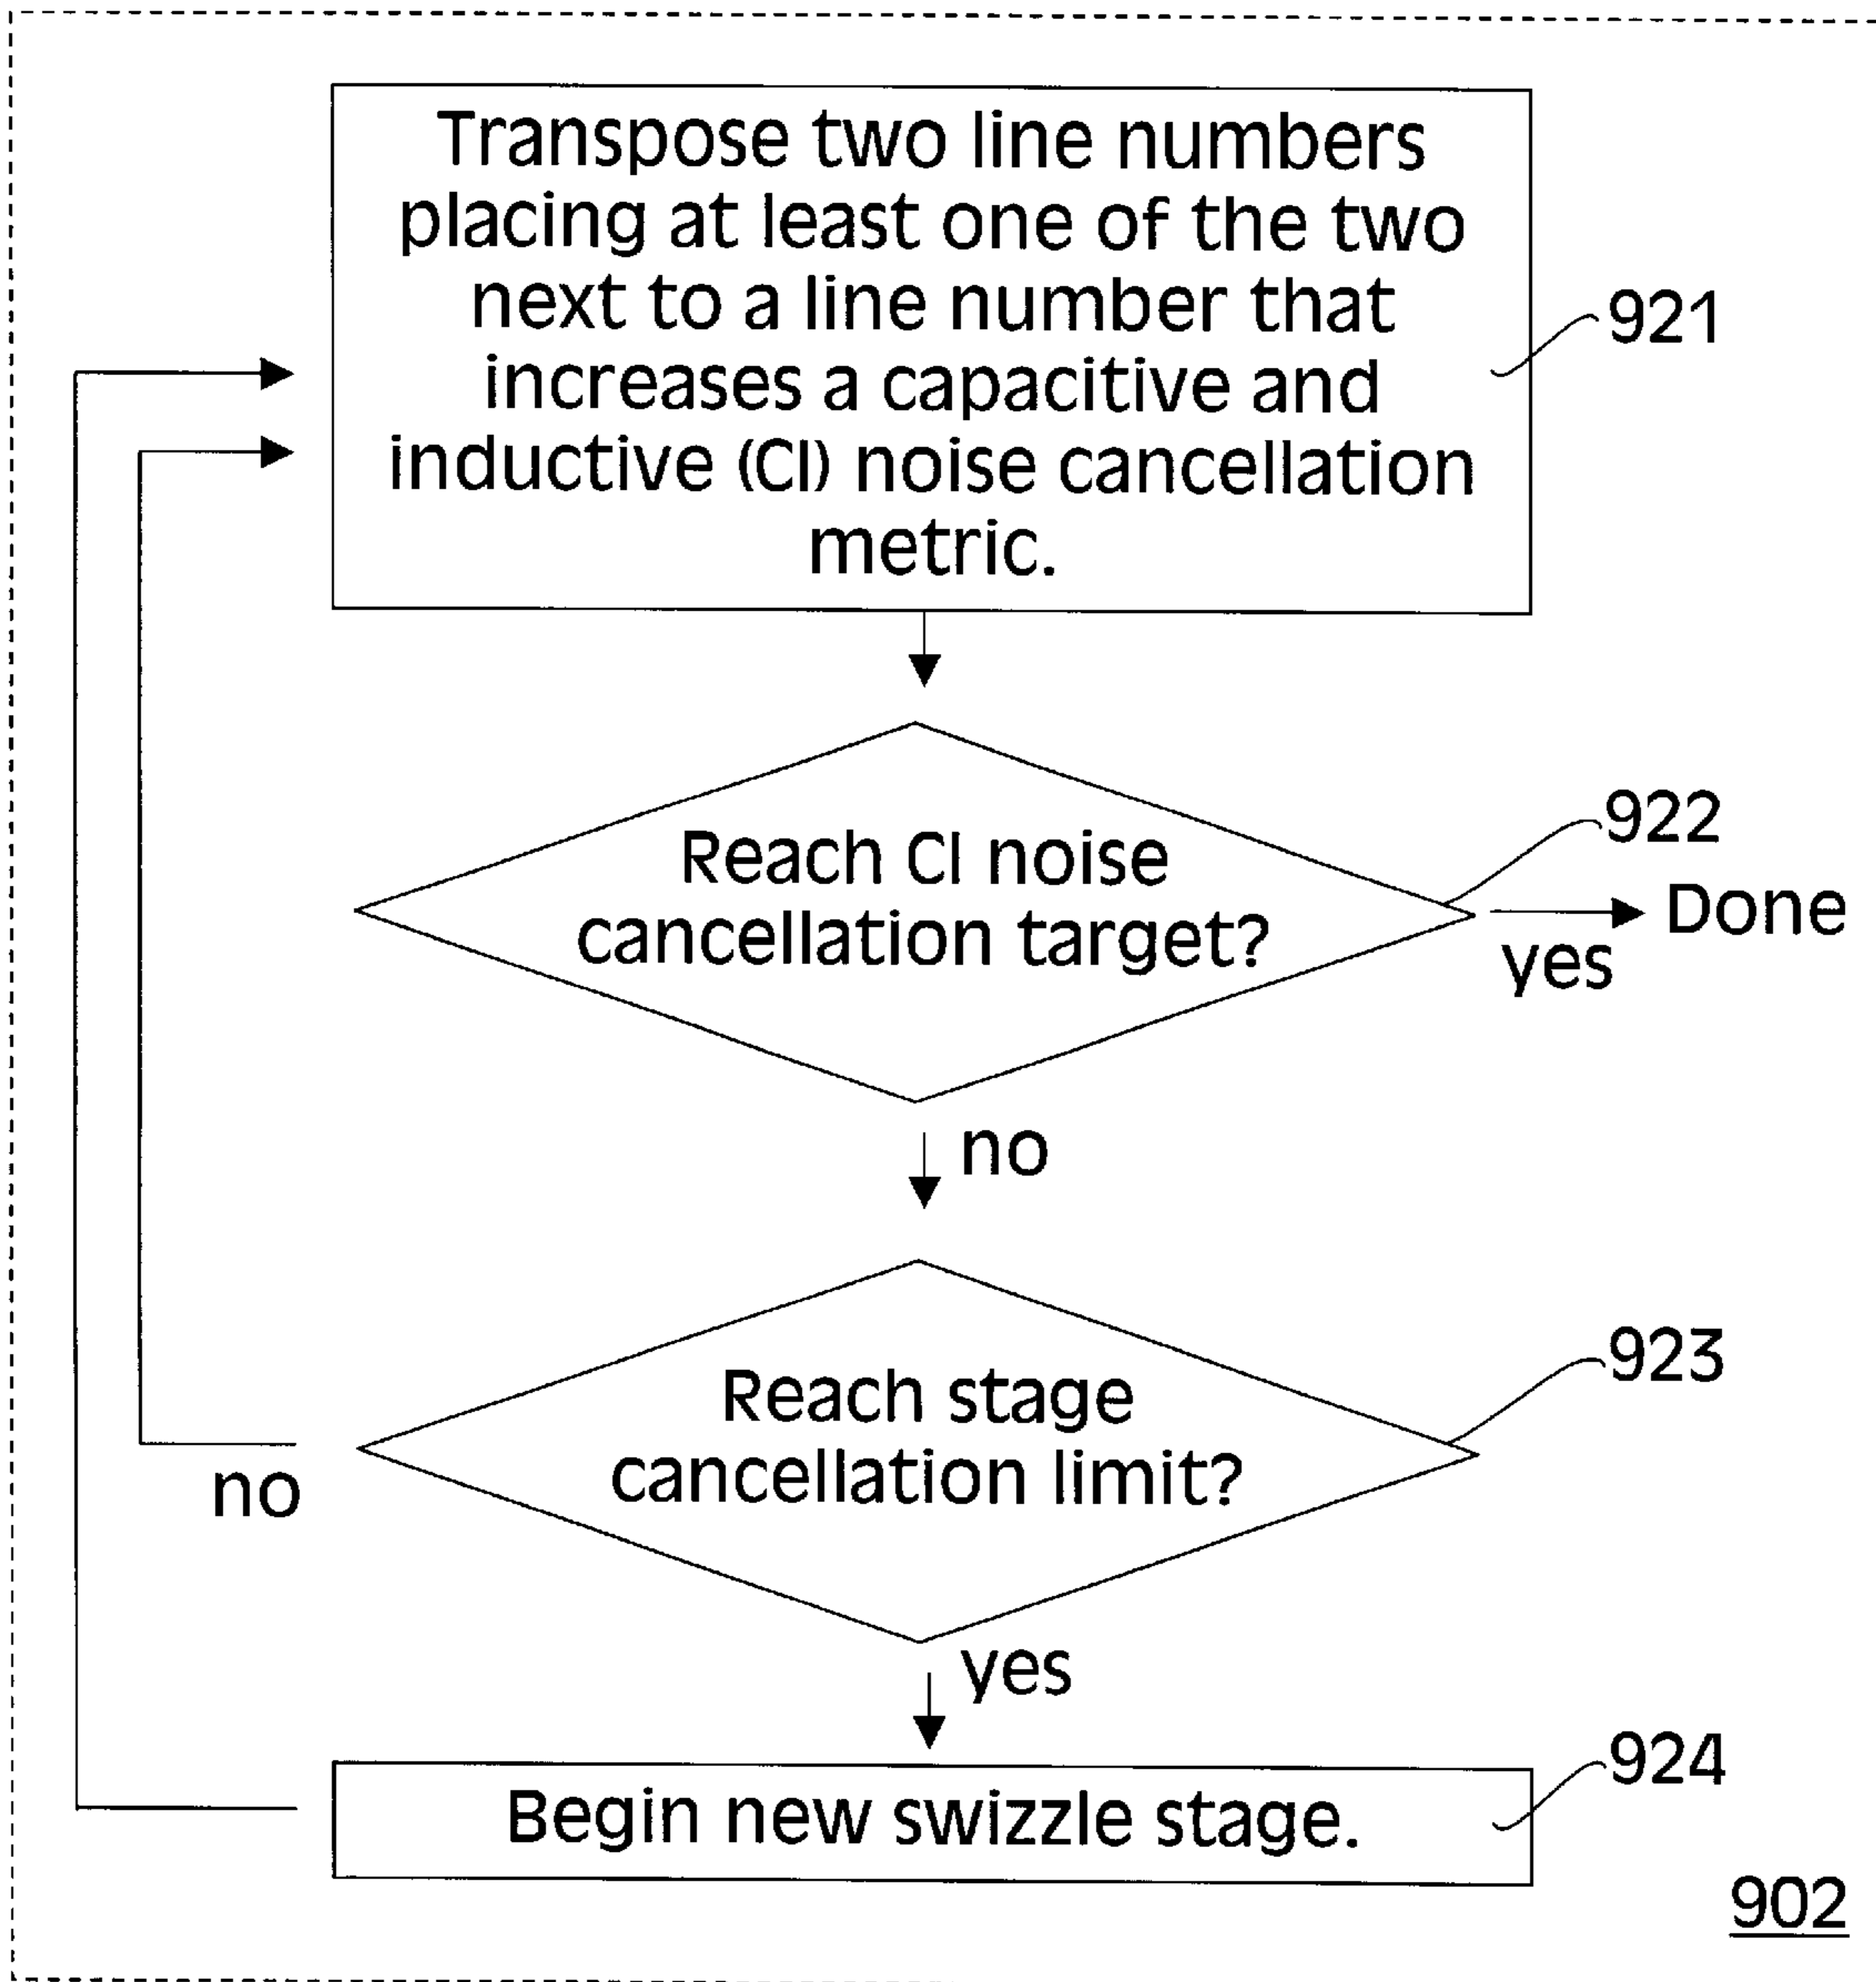 Transpose two line numbers
placing at least one of the two
next to a line number that
increases a capacitive and
inductive (CI) noise cancellation
metric.
921
Reach CI noise
cancellation target?
922
Done
yes
no
Reach stage
cancellation limit?
923
no
yes
Begin new swizzle stage.
924
902